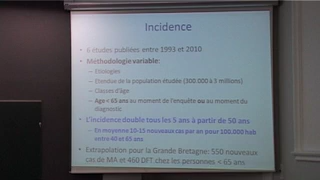 Incidence
6 études publiées entre 1993 et 2010
Méthodologie variable:
Etiologies
Etendue de la population étudiée (300.000 à 3 millions)
Classes d'âge
Age < 65 ans au moment de l'enquête ou au moment du
diagnostic
L'incidence double tous les 5 ans à partir de 50 ans
En moyenne 10-15 nouveaux cas par an pour 100.000 hab
entre 40 et 65 ans
Extrapolation pour la Grande Bretagne: 550 nouveaux
cas de MA et 460 DFT chez les personnes < 65 ans